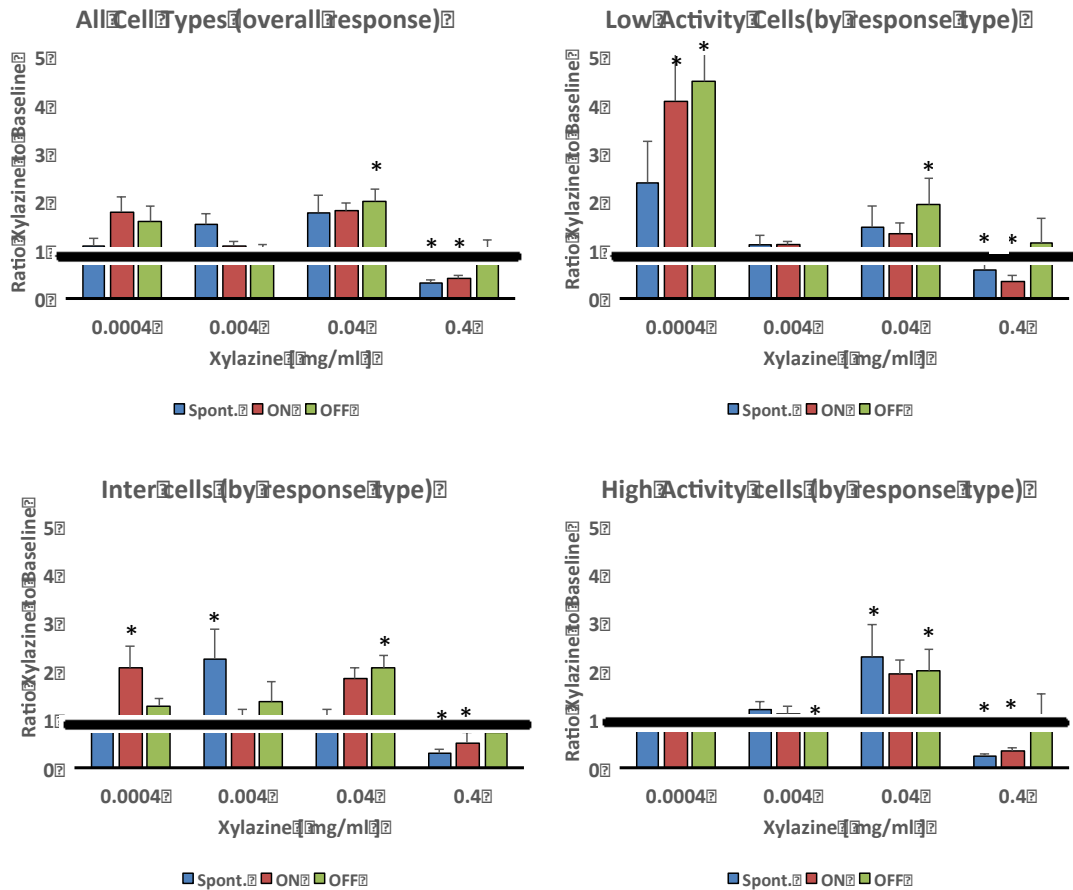 All⍰Cell⍰Types⍰(overall⍰response)⍰
Ratio⍰Xylazine⍰to⍰Baseline⍰
5⍰
4⍰
3⍰
2⍰
1⍰
0⍰
*
* *
0.0004⍰ 0.004⍰ 0.04⍰ 0.4⍰
Xylazine⍰[⍰mg/ml]⍰
Spont.⍰ ON⍰ OFF⍰
Low⍰Activity⍰Cells⍰(by⍰response⍰type)⍰
Ratio⍰Xylazine⍰to⍰Baseline⍰
5⍰
4⍰
3⍰
2⍰
1⍰
0⍰
* *
*
* *
0.0004⍰ 0.004⍰ 0.04⍰ 0.4⍰
Xylazine⍰[⍰mg/ml]⍰
Spont.⍰ ON⍰ OFF⍰
Inter⍰cells⍰(by⍰response⍰type)⍰
Ratio⍰Xylazine⍰to⍰Baseline⍰
5⍰
4⍰
3⍰
2⍰
1⍰
0⍰
* * *
* *
0.0004⍰ 0.004⍰ 0.04⍰ 0.4⍰
Xylazine⍰[⍰mg/ml]⍰
Spont.⍰ ON⍰ OFF⍰
High⍰Activity⍰cells⍰(by⍰response⍰type)⍰
Ratio⍰Xylazine⍰to⍰Baseline⍰
5⍰
4⍰
3⍰
2⍰
1⍰
0⍰
* *
* * *
0.0004⍰ 0.004⍰ 0.04⍰ 0.4⍰
Xylazine⍰[⍰mg/ml]⍰
Spont.⍰ ON⍰ OFF⍰